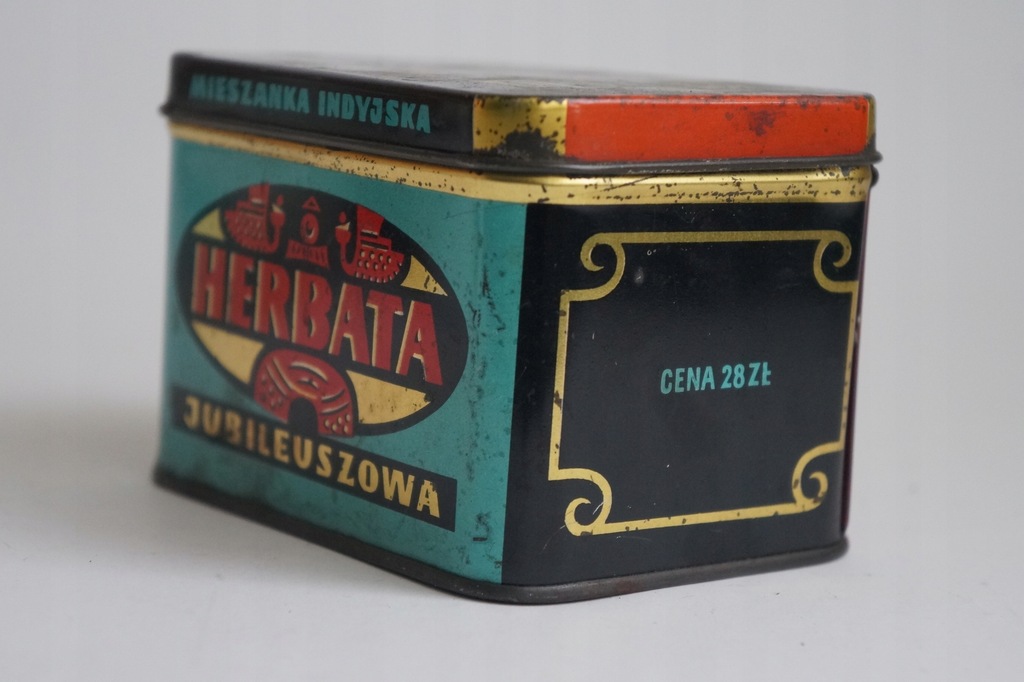 MIESZANKA INDYJSKA
HERBATA
JUBILEUSZOWA
CENA 28 ZŁ